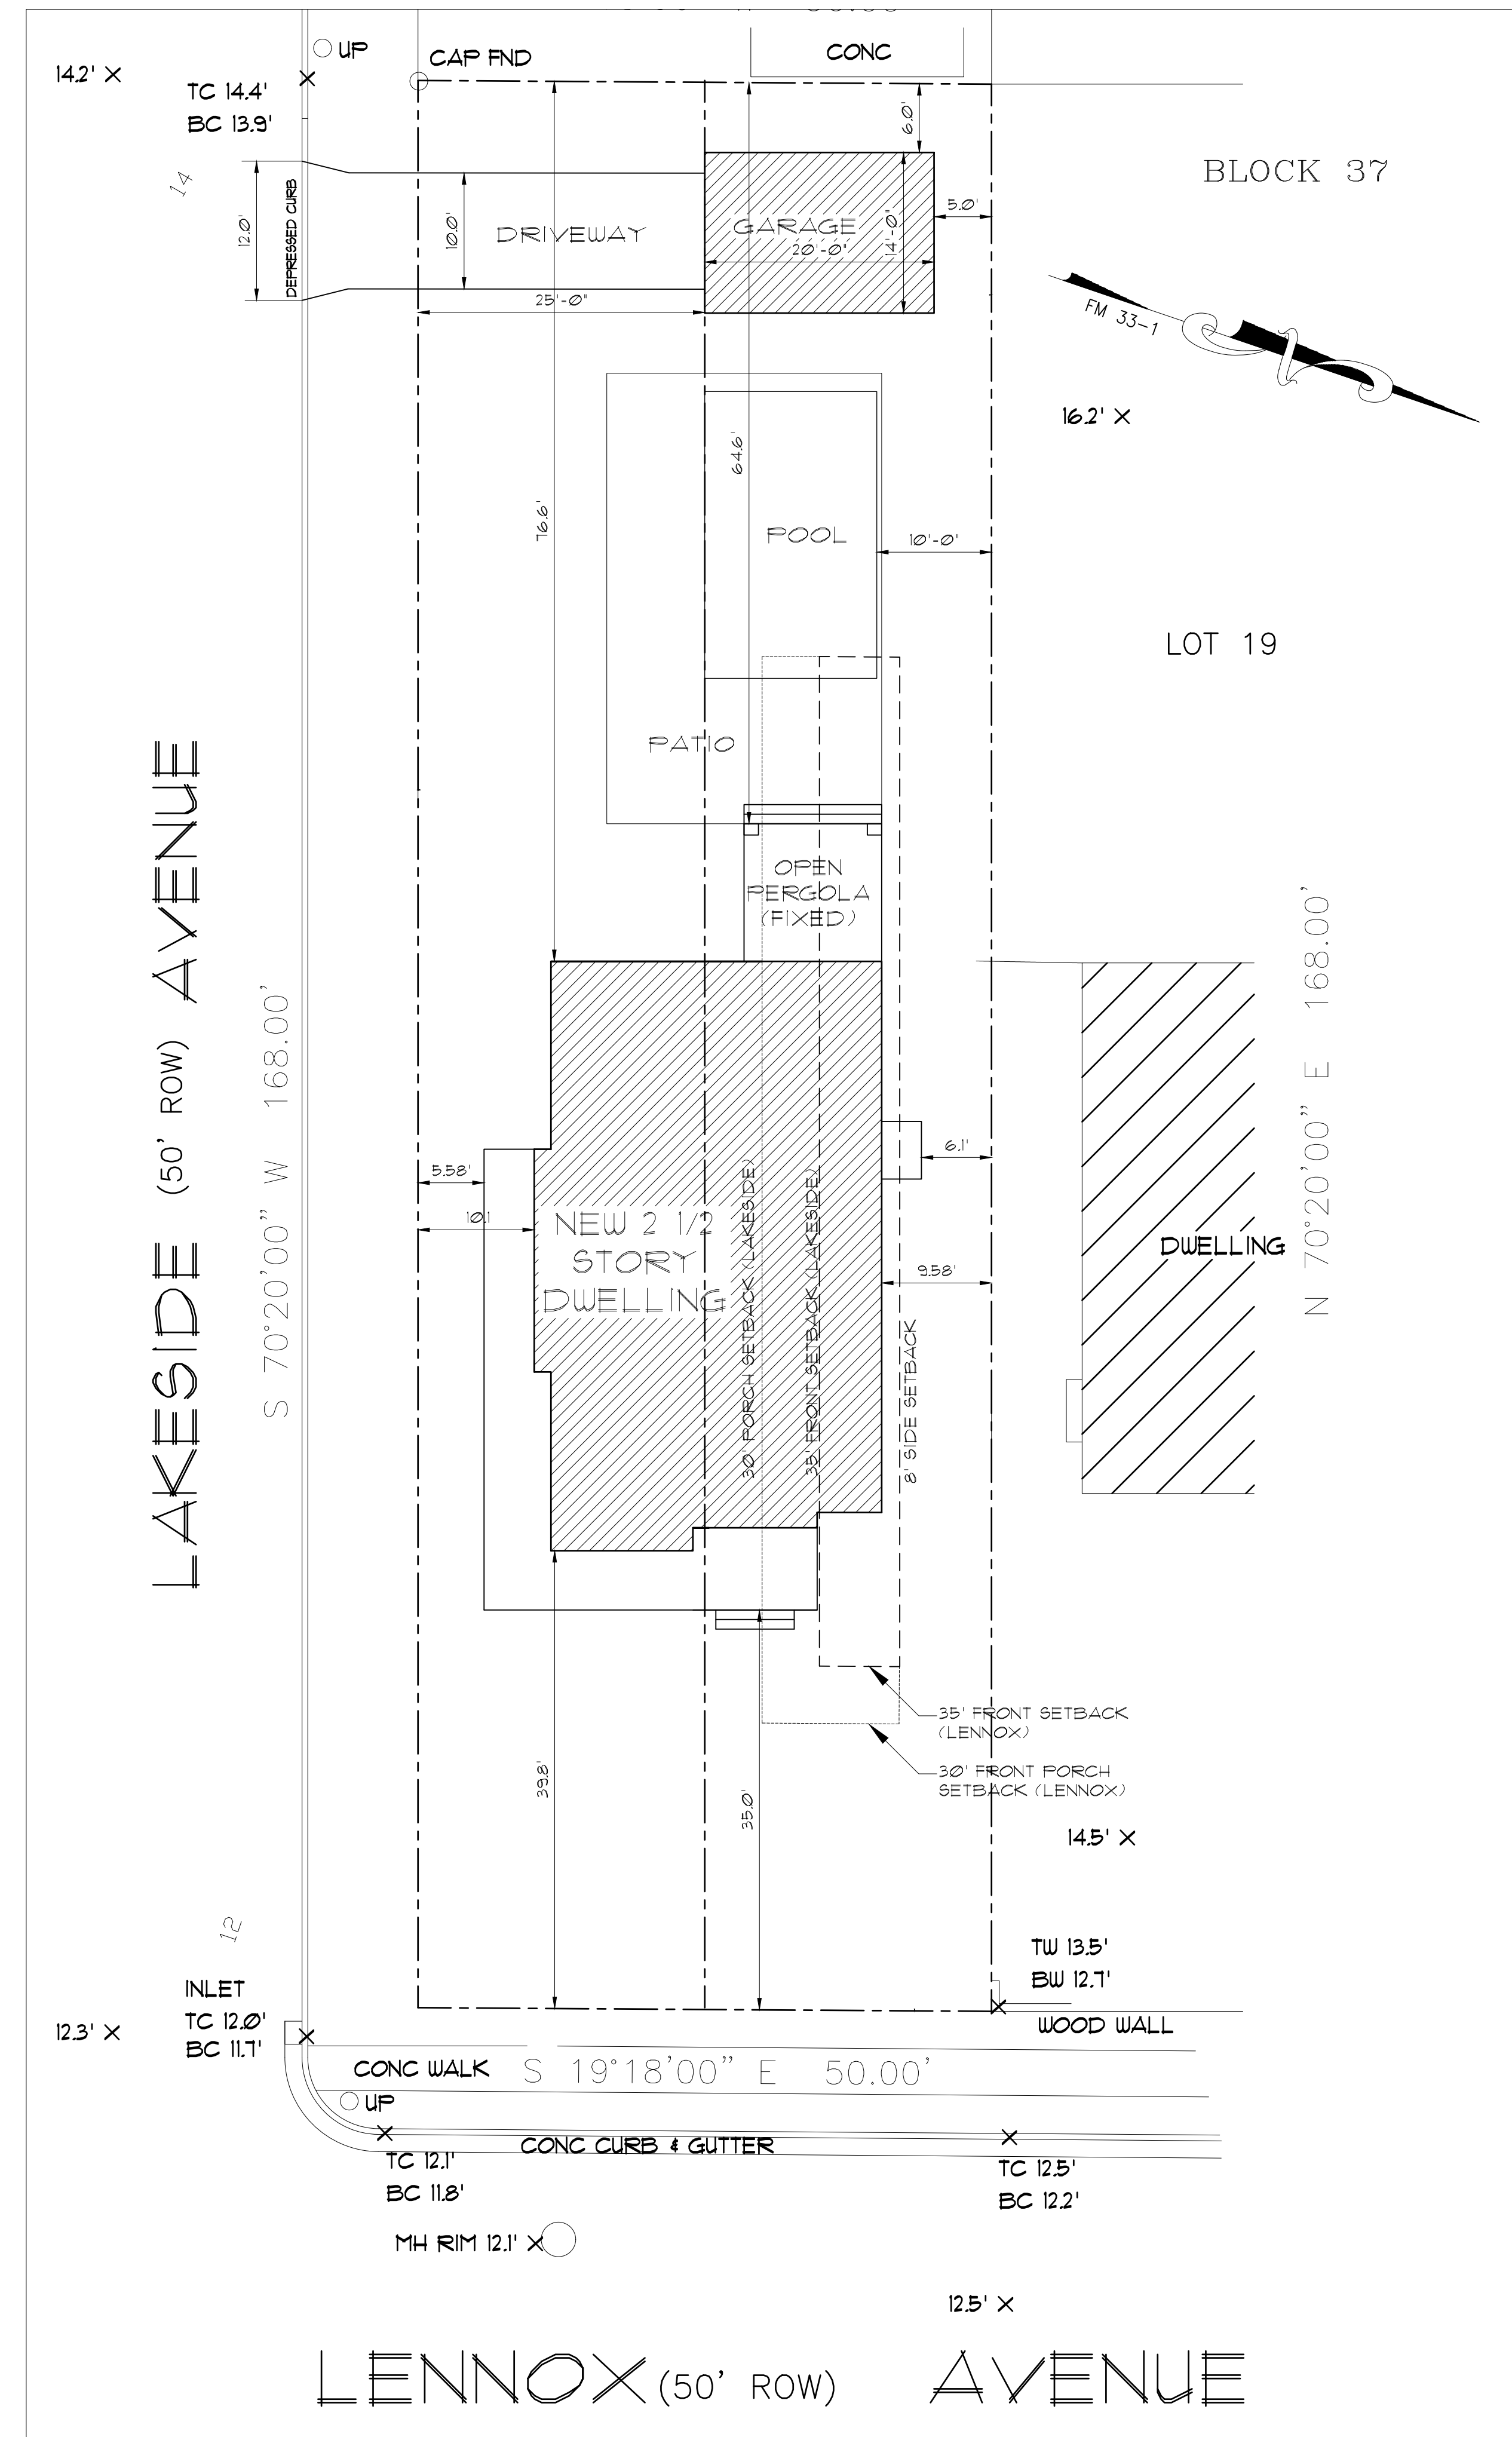 UP
CAP FND
CONC
14.2' X
TC 14.4'
BC 13.9'
6.0'
BLOCK 37
14
12.0'
DEPRESSED CURB
10.0'
DRIVEWAY
GARAGE
20'-0"
14'-0"
5.0'
25'-0"
FM 33-1
16.2' X
76.6'
64.6'
POOL
10'-0"
LOT 19
PATIO
OPEN
PERGOLA
(FIXED)
LAKESIDE (50' ROW) AVENUE
S 70°20'00" W 168.00'
N 70°20'00" E 168.00'
5.58'
10.1
6.1'
NEW 2 1/2
STORY
DWELLING
30' PORCH SETBACK (LAKESIDE)
35' FRONT SETBACK (LAKESIDE)
8' SIDE SETBACK
9.58'
DWELLING
35' FRONT SETBACK
(LENNOX)
30' FRONT PORCH
SETBACK (LENNOX)
39.8'
35.0'
14.5' X
12
TW 13.5'
BW 12.7'
WOOD WALL
INLET
TC 12.0'
BC 11.7'
12.3' X
CONC WALK
S 19°18'00" E 50.00'
UP
CONC CURB & GUTTER
TC 12.1'
BC 11.8'
TC 12.5'
BC 12.2'
MH RIM 12.1' X
12.5' X
LENNOX (50' ROW) AVENUE